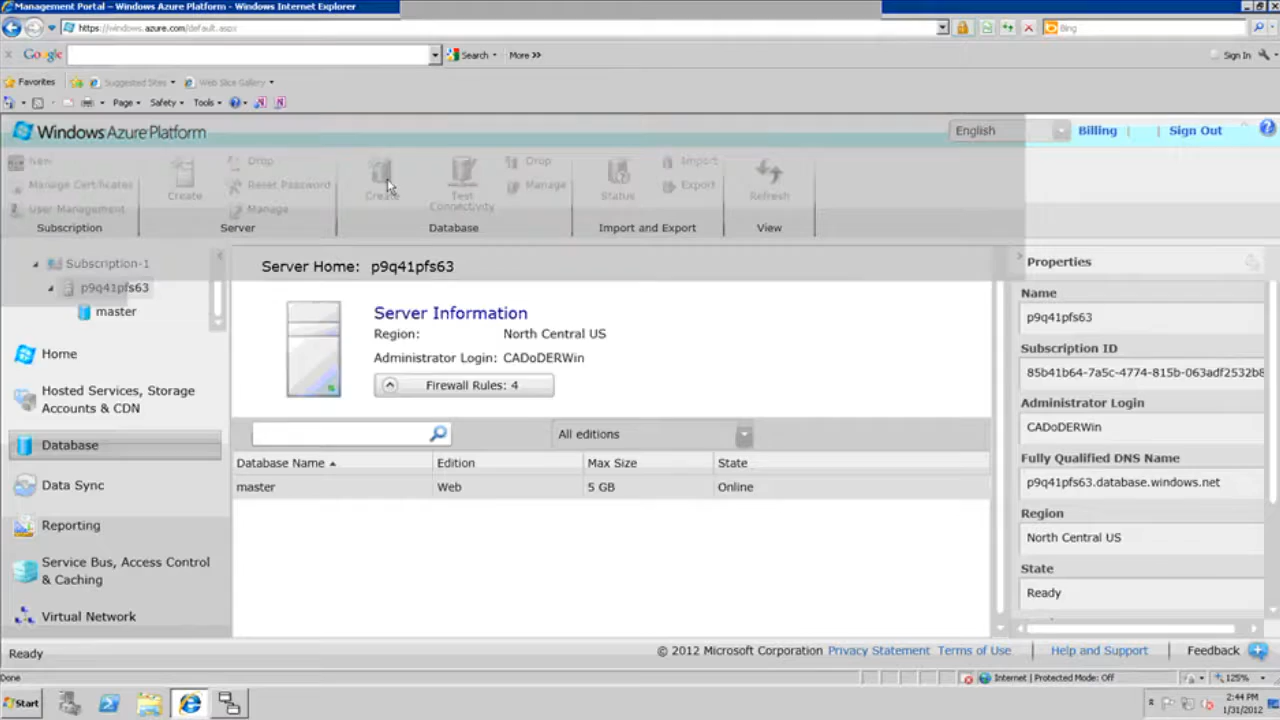 Management Portal – Windows Azure Platform - Windows Internet Explorer
https://windows.azure.com/default.aspx
Bing
Google
Search
More »
Sign In
Favorites
Suggested Sites
Web Slice Gallery
Page
Safety
Tools
Windows Azure Platform
English
Billing
Sign Out
New
Manage Certificates
User Management
Subscription
Create
Drop
Reset Password
Manage
Server
Create
Test Connectivity
Drop
Manage
Database
Status
Import
Export
Import and Export
Refresh
View
Subscription-1
p9q41pfs63
master
Home
Hosted Services, Storage
Accounts & CDN
Database
Data Sync
Reporting
Service Bus, Access Control
& Caching
Virtual Network
Server Home: p9q41pfs63
Server Information
Region: North Central US
Administrator Login: CADoDERWin
Firewall Rules: 4
All editions
Database Name Edition Max Size State
master Web 5 GB Online
Properties
Name
p9q41pfs63
Subscription ID
85b41b64-7a5c-4774-815b-063adf2532b8
Administrator Login
CADoDERWin
Fully Qualified DNS Name
p9q41pfs63.database.windows.net
Region
North Central US
State
Ready
Ready
© 2012 Microsoft Corporation Privacy Statement Terms of Use
Help and Support
Feedback
Done
Internet | Protected Mode: Off
125%
Start
2:44 PM
1/31/2012